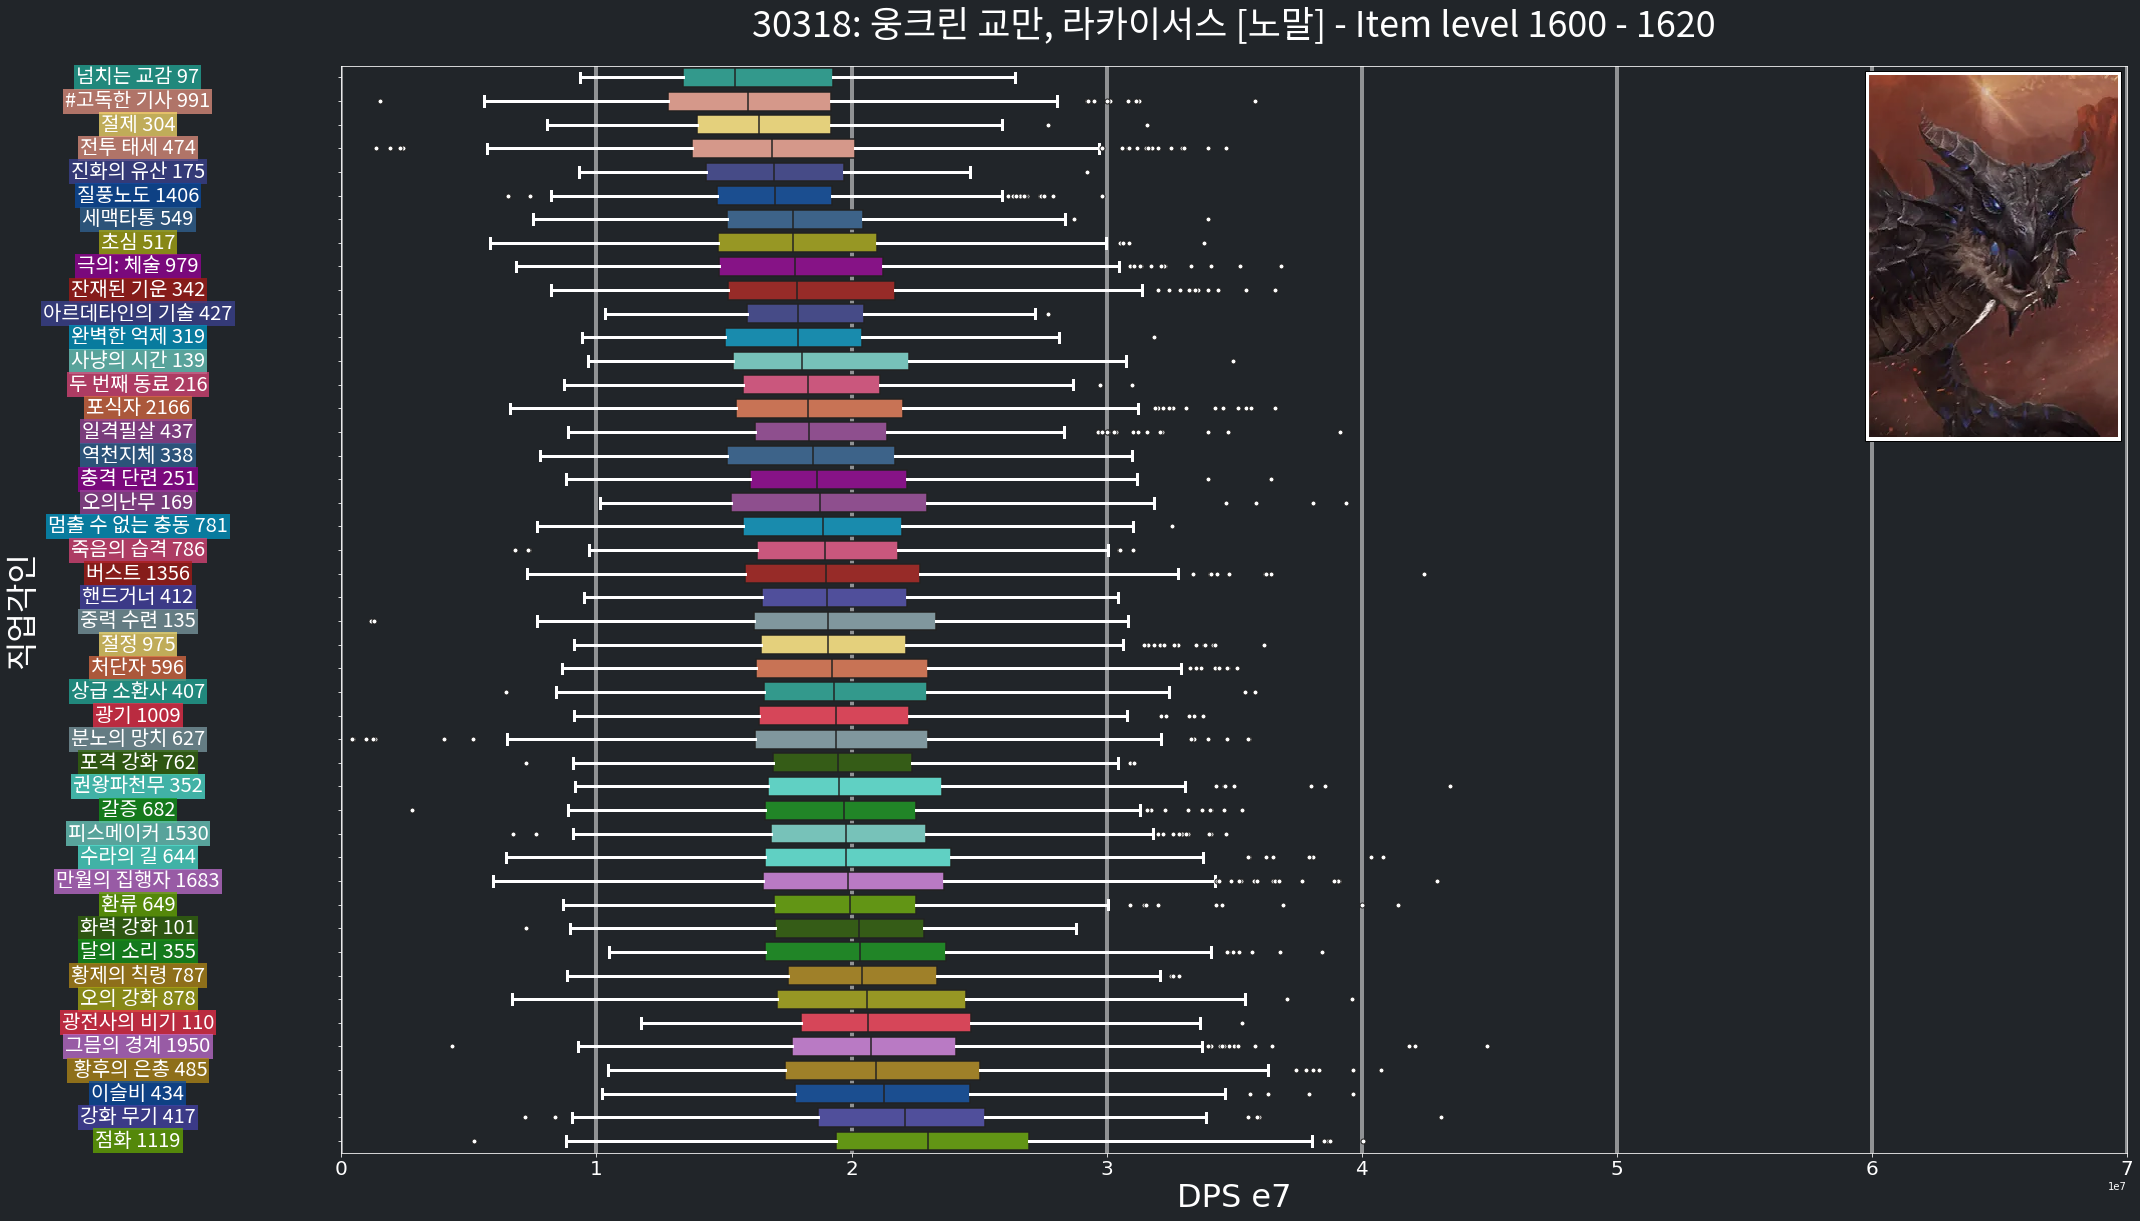 30318: 웅크린 교만, 라카이서스 [노말] - Item level 1600 - 1620
넘치는 교감 97
#고독한 기사 991
절제 304
전투 태세 474
진화의 유산 175
질풍노도 1406
세맥타통 549
초심 517
극의: 체술 979
잔재된 기운 342
아르데타인의 기술 427
완벽한 억제 319
사냥의 시간 139
두 번째 동료 216
포식자 2166
일격필살 437
역천지체 338
충격 단련 251
오의난무 169
멈출 수 없는 충동 781
죽음의 습격 786
버스트 1356
핸드거너 412
중력 수련 135
절정 975
처단자 596
상급 소환사 407
광기 1009
분노의 망치 627
포격 강화 762
권왕파천무 352
갈증 682
피스메이커 1530
수라의 길 644
만월의 집행자 1683
환류 649
화력 강화 101
달의 소리 355
황제의 칙령 787
오의 강화 878
광전사의 비기 110
그믐의 경계 1950
황후의 은총 485
이슬비 434
강화 무기 417
점화 1119
직업각인
0 1 2 3 4 5 6 7
1e7
DPS e7